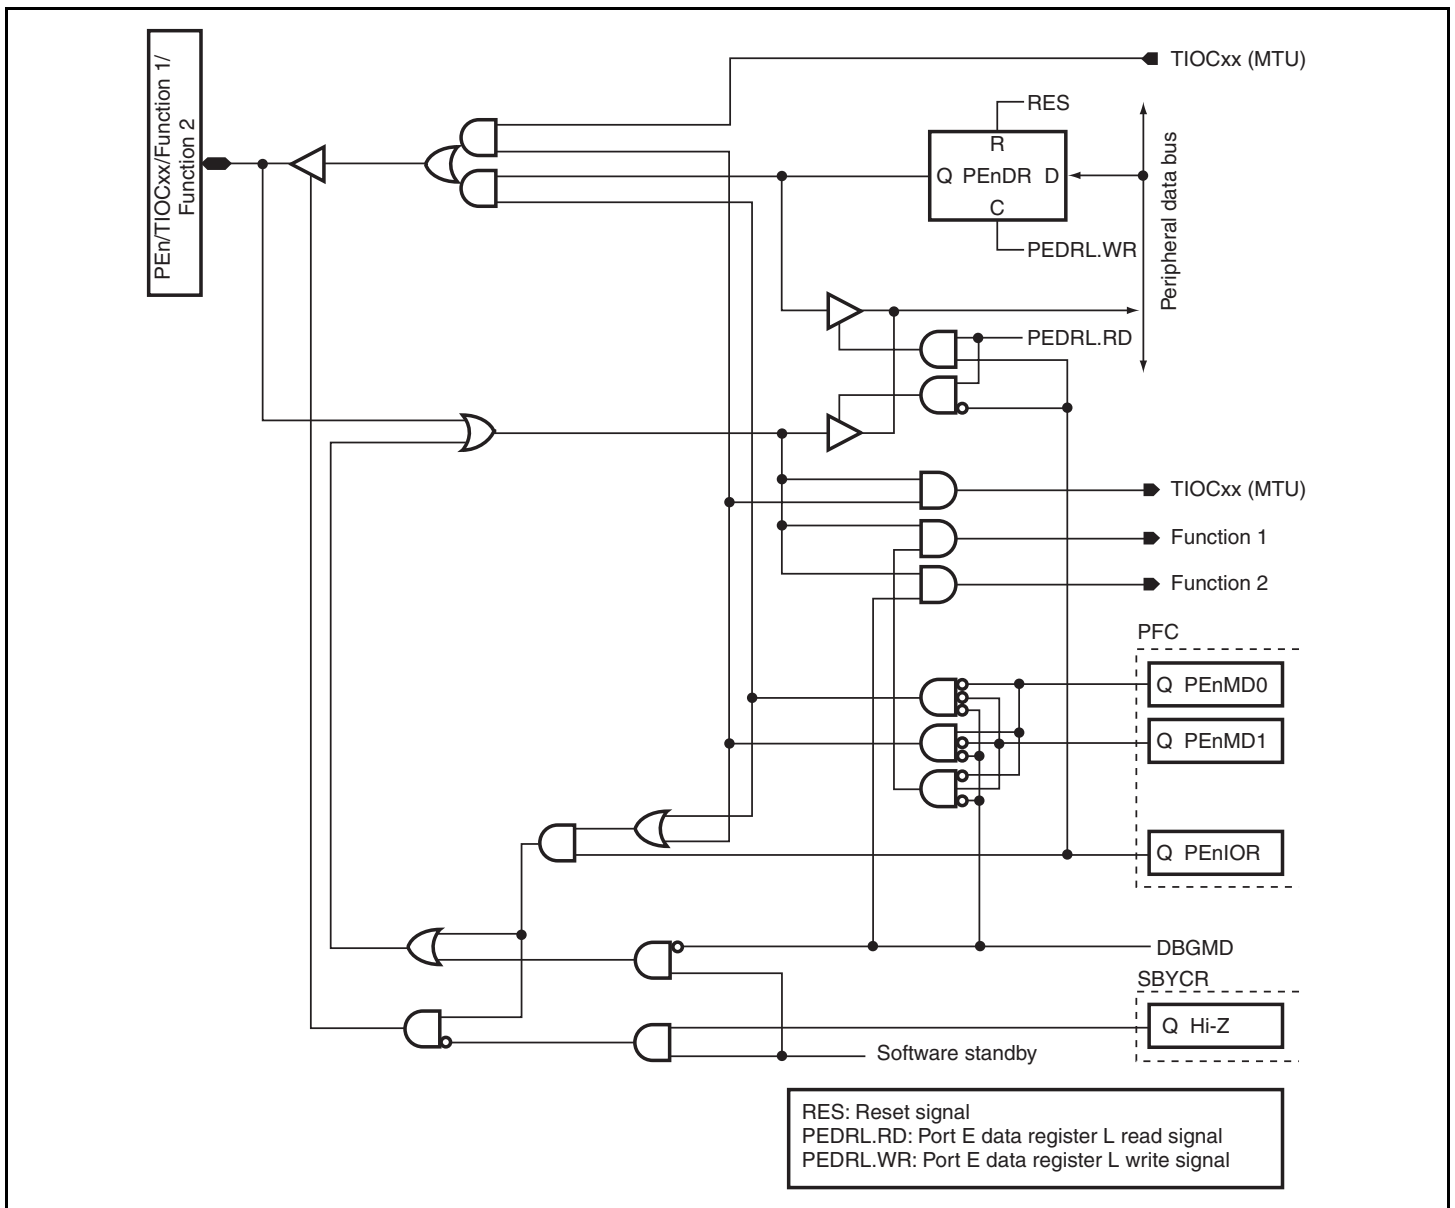 PEn/TIOCxx/Function 1/
Function 2
TIOCxx (MTU)
RES
R
Q PEnDR D
C
PEDRL.WR
Peripheral data bus
PEDRL.RD
TIOCxx (MTU)
Function 1
Function 2
PFC
Q PEnMD0
Q PEnMD1
Q PEnIOR
DBGMD
SBYCR
Q Hi-Z
Software standby
RES: Reset signal
PEDRL.RD: Port E data register L read signal
PEDRL.WR: Port E data register L write signal